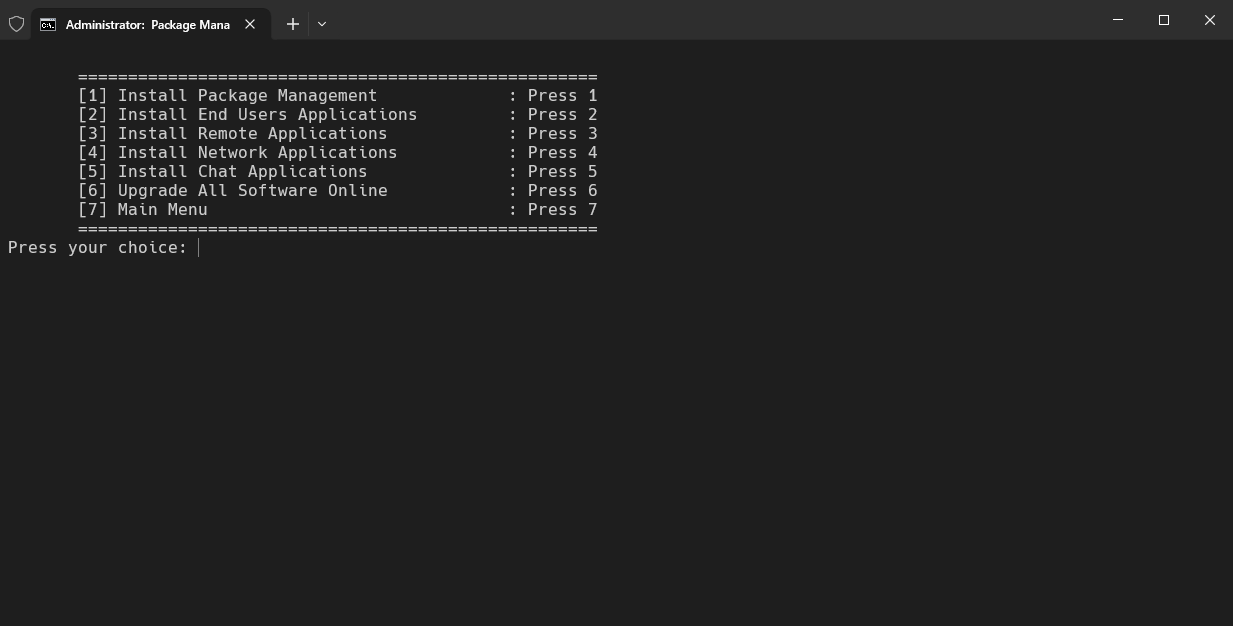 Administrator: Package Mana
====================================================
[1] Install Package Management             : Press 1
[2] Install End Users Applications         : Press 2
[3] Install Remote Applications            : Press 3
[4] Install Network Applications           : Press 4
[5] Install Chat Applications              : Press 5
[6] Upgrade All Software Online            : Press 6
[7] Main Menu                              : Press 7
====================================================
Press your choice: